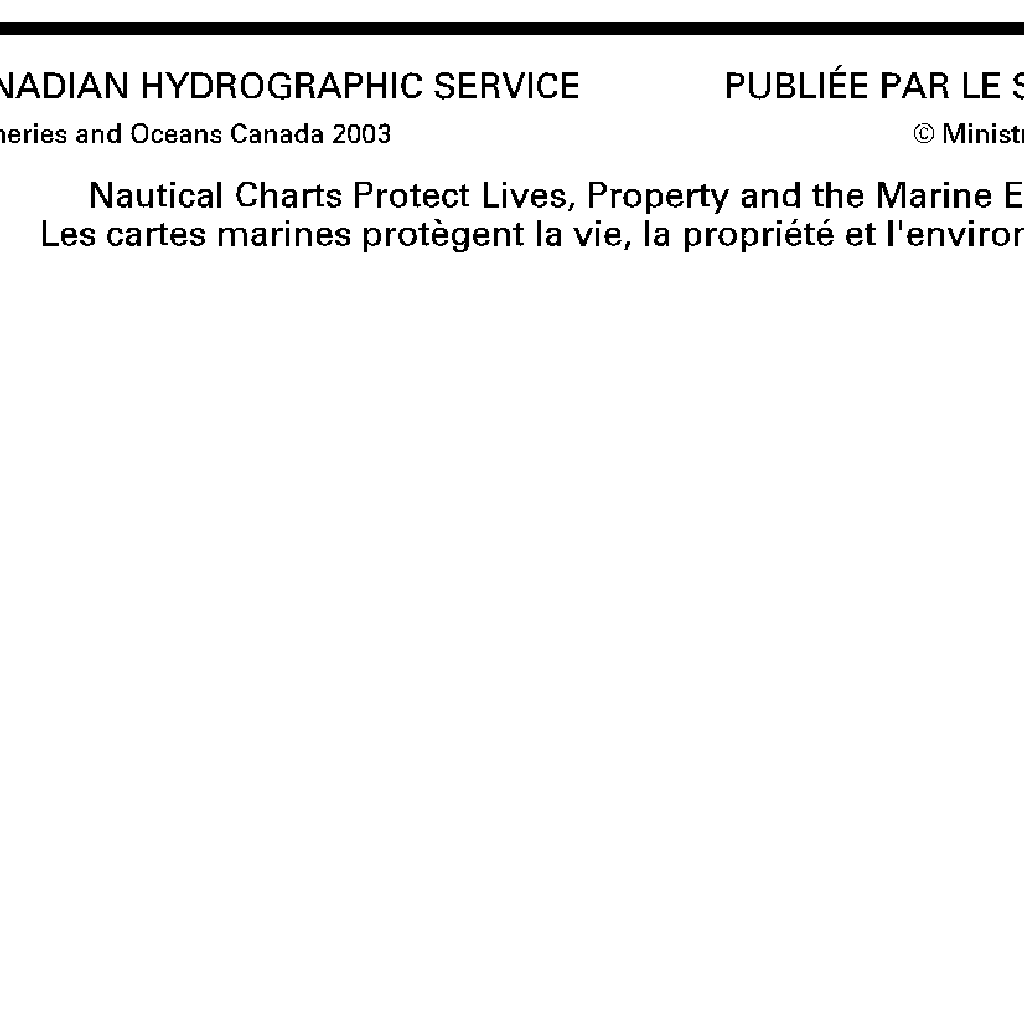 NADIAN HYDROGRAPHIC SERVICE PUBLIÉE PAR LE S
heries and Oceans Canada 2003 © Ministr
Nautical Charts Protect Lives, Property and the Marine E
Les cartes marines protègent la vie, la propriété et l'environ